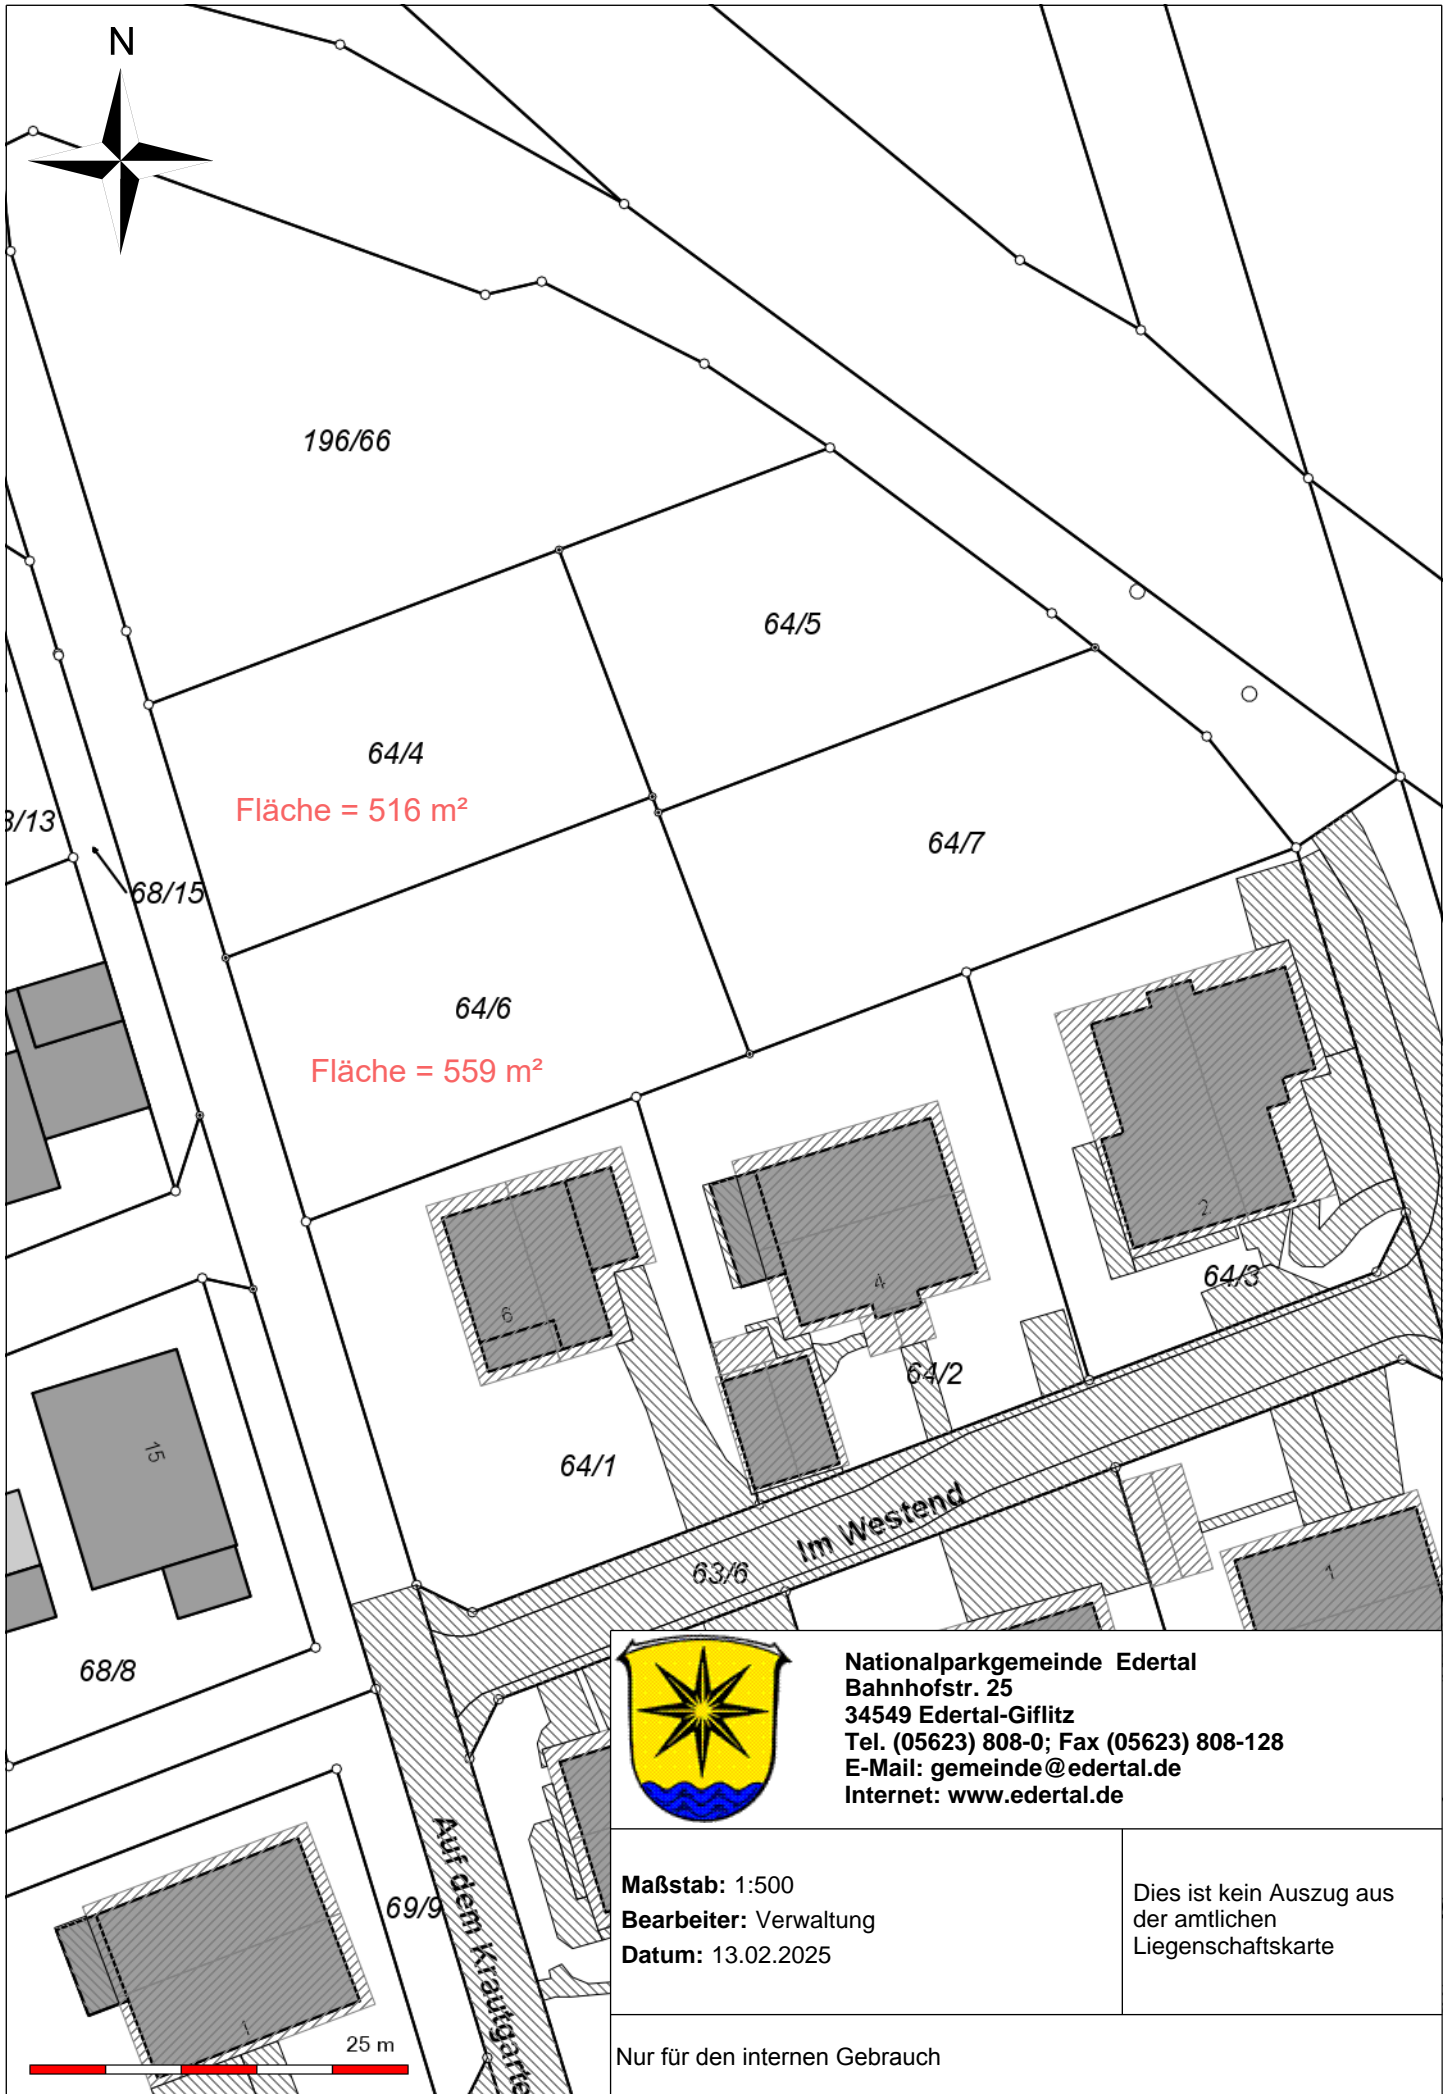 N
196/66
64/5
64/4
Fläche = 516 m²
3/13
64/7
68/15
64/6
Fläche = 559 m²
2
64/3
4
6
64/2
15
64/1
Im Westend
63/6
1
68/8
Nationalparkgemeinde Edertal
Bahnhofstr. 25
34549 Edertal-Giflitz
Tel. (05623) 808-0; Fax (05623) 808-128
E-Mail: gemeinde@edertal.de
Internet: www.edertal.de
Auf dem Krautgarte
69/9
Maßstab: 1:500
Bearbeiter: Verwaltung
Datum: 13.02.2025
Dies ist kein Auszug aus
der amtlichen
Liegenschaftskarte
1
25 m
Nur für den internen Gebrauch